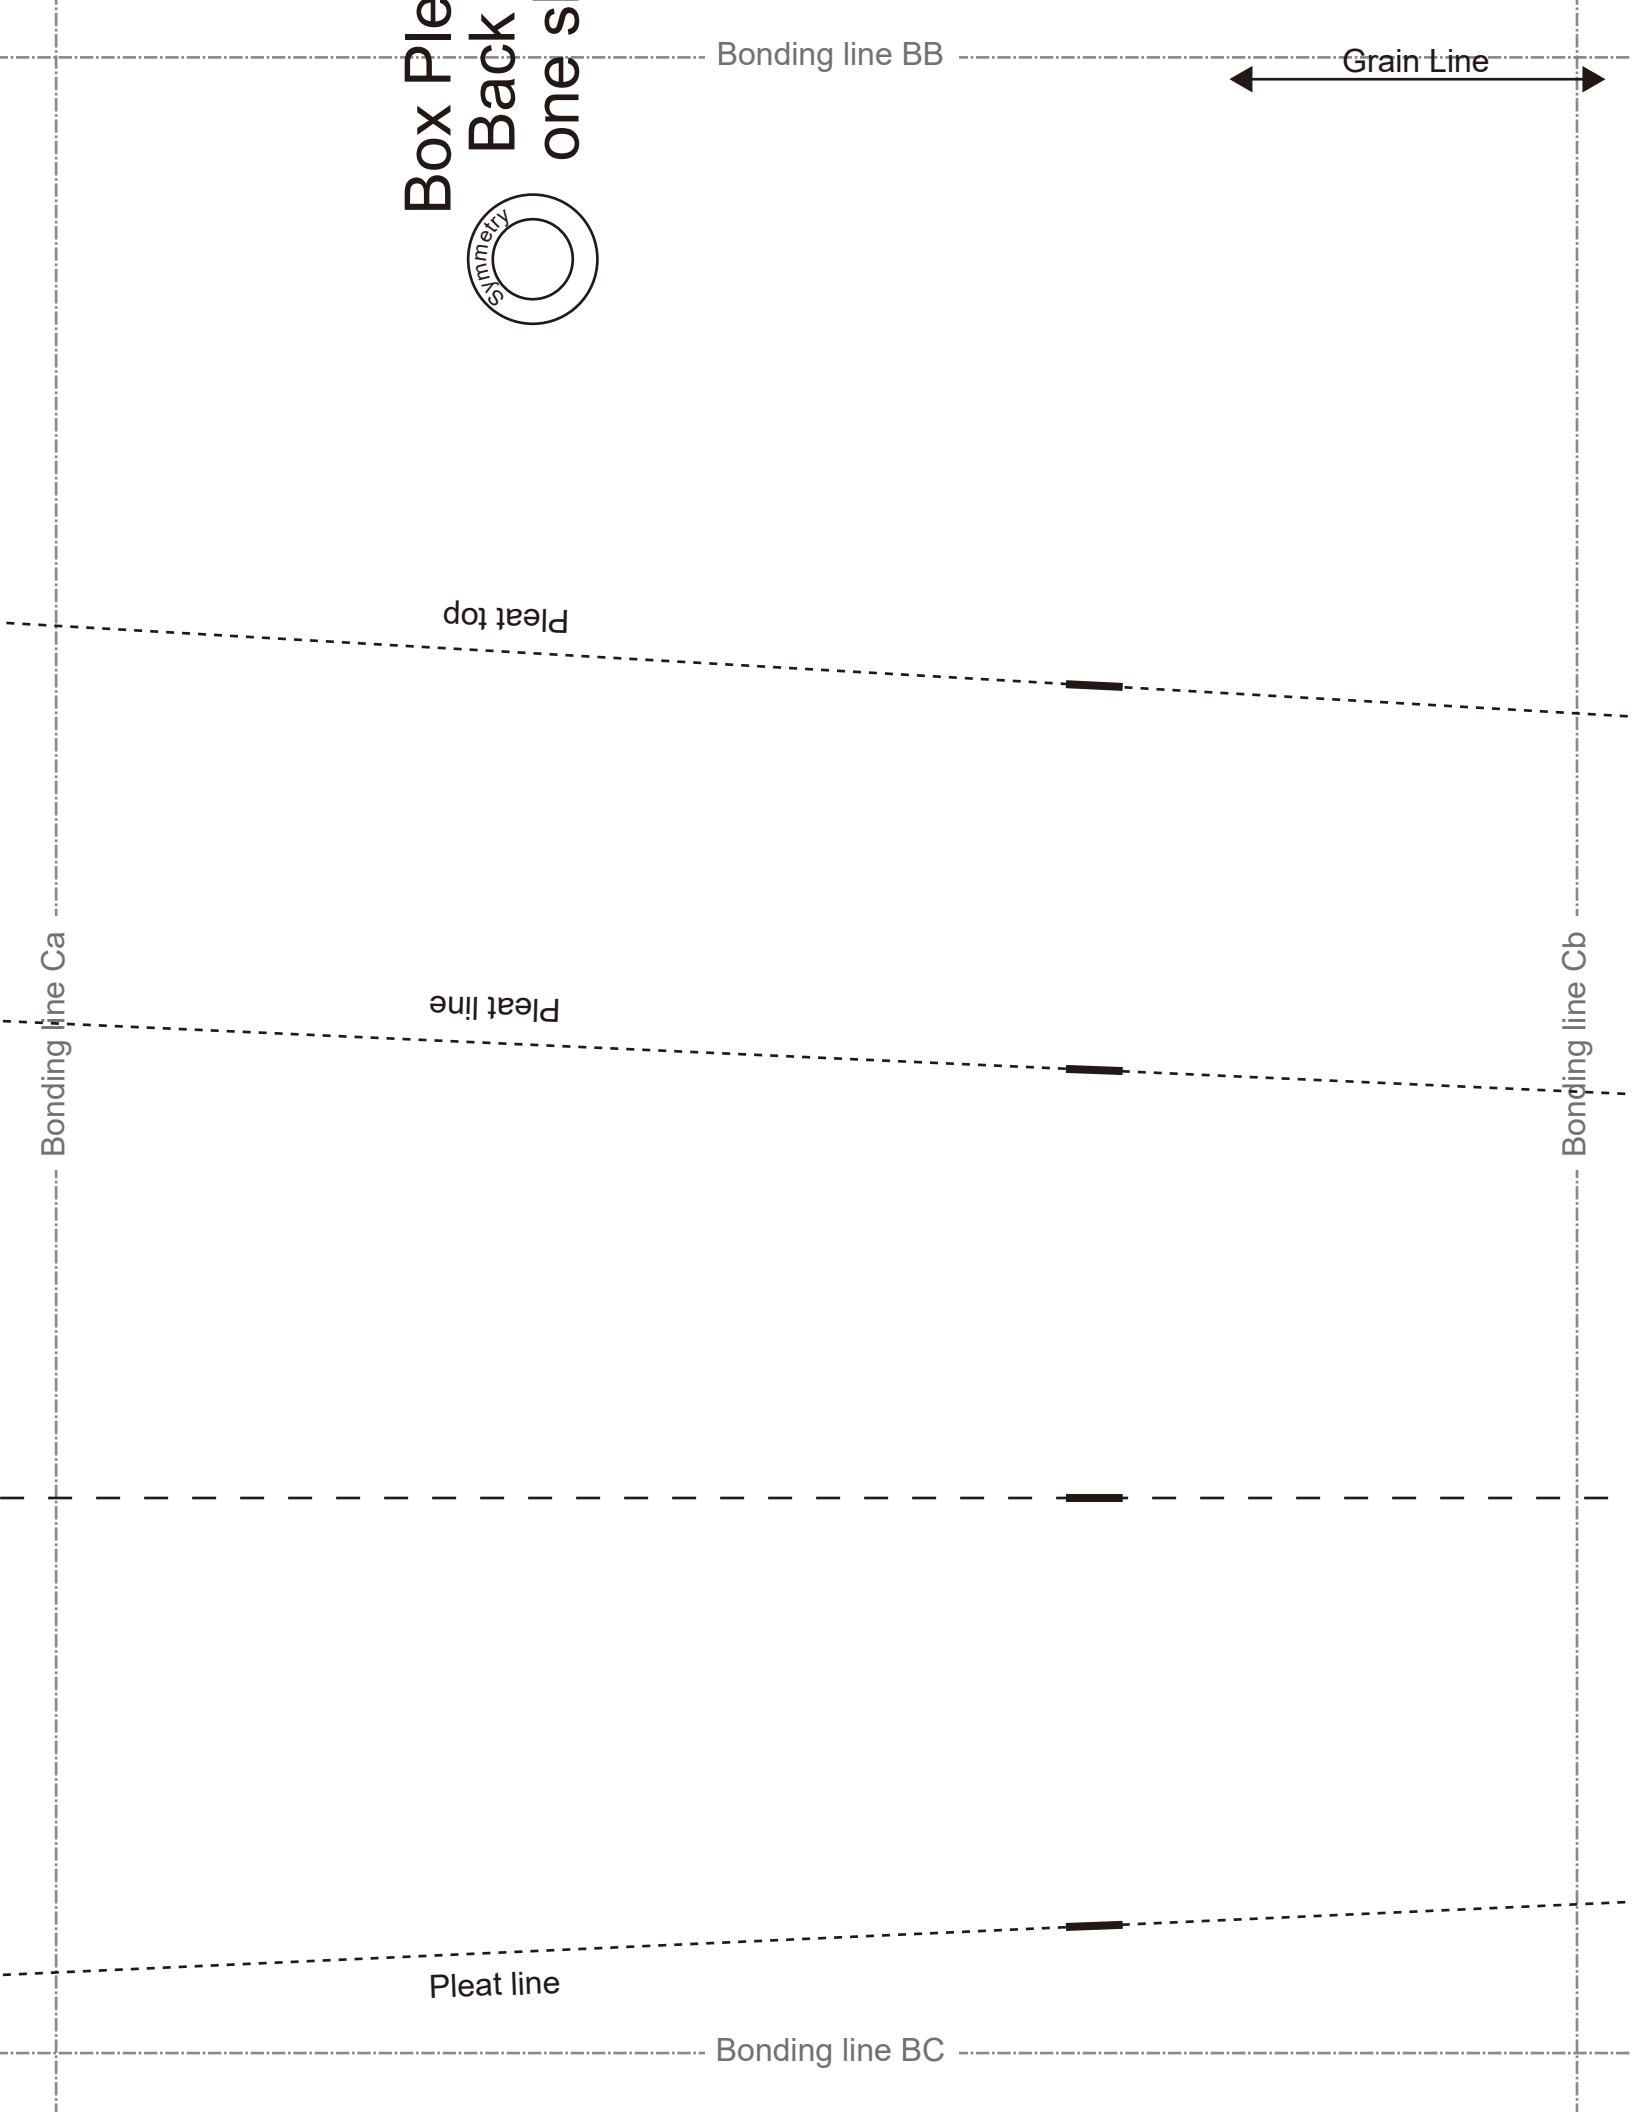 Bonding line BB
Grain Line
Box Ple
Back
one s
Symmetry
Pleat top
Pleat line
Bonding line Ca
Bonding line Cb
Pleat line
Bonding line BC